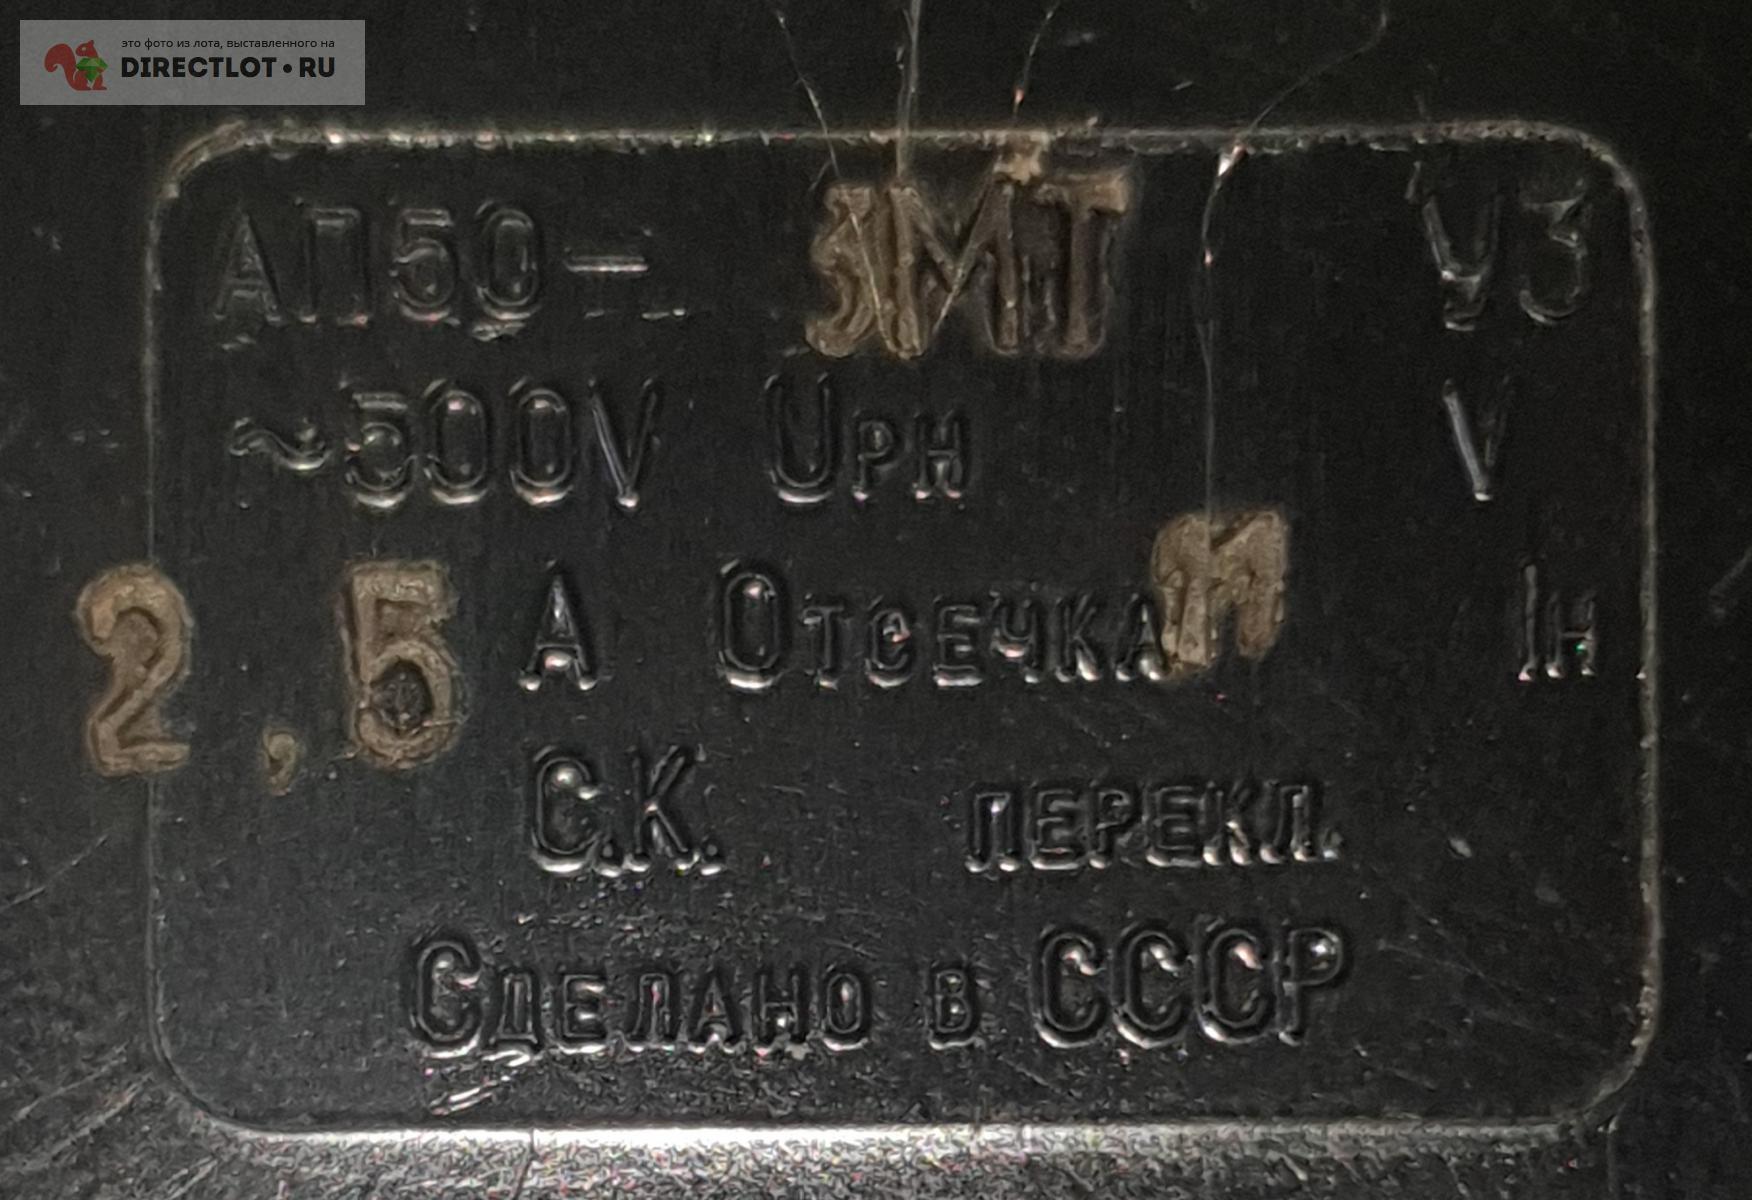 это фото из лота, выставленного на
DIRECTLOT•RU
АП50- 3МТ У3
~500V Uрн V
2,5 А Отсечка 11 Iн
С.К. перекл.
Сделано в СССР